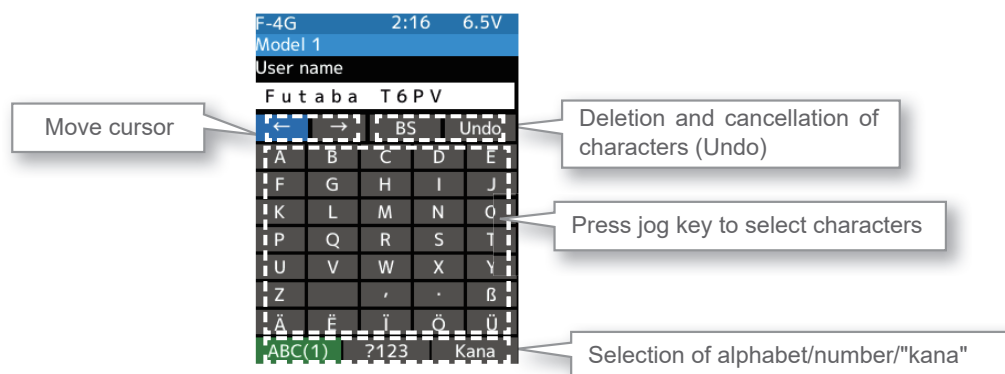 F-4G 2:16 6.5V
Model 1
User name
Futaba T6PV
← → BS Undo
A B C D E
F G H I J
K L M N O
P Q R S T
U V W X Y
Z , · ß
Ä Ë Ï Ö Ü
ABC(1) ?123 Kana
Move cursor
Deletion and cancellation of
characters (Undo)
Press jog key to select characters
Selection of alphabet/number/"kana"